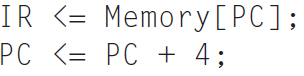 IR <= Memory[PC];
PC <= PC + 4;